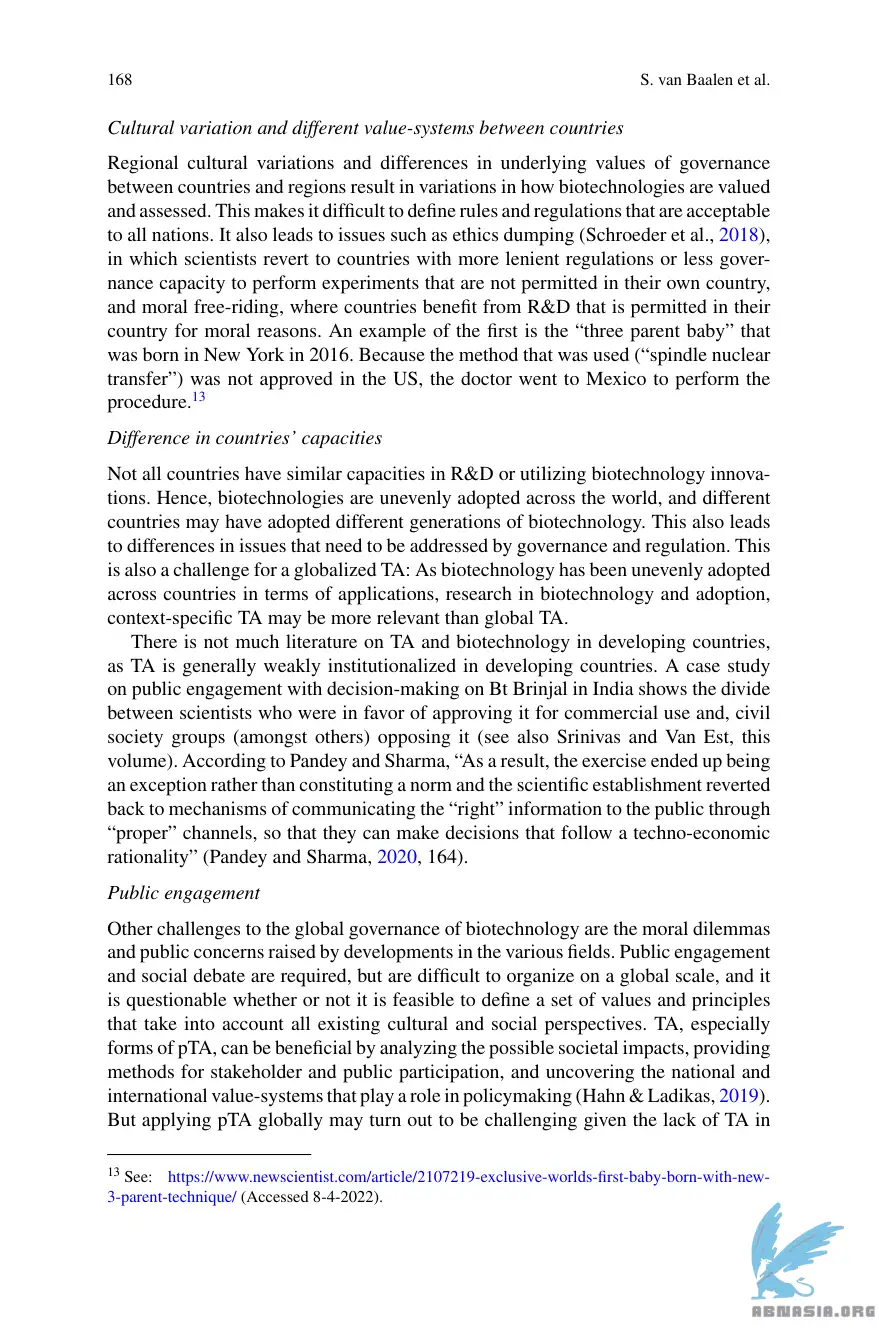 168
S. van Baalen et al.
Cultural variation and different value-systems between countries
Regional cultural variations and differences in underlying values of governance
between countries and regions result in variations in how biotechnologies are valued
and assessed. This makes it difficult to define rules and regulations that are acceptable
to all nations. It also leads to issues such as ethics dumping (Schroeder et al., 2018),
in which scientists revert to countries with more lenient regulations or less gover-
nance capacity to perform experiments that are not permitted in their own country,
and moral free-riding, where countries benefit from R&D that is permitted in their
country for moral reasons. An example of the first is the “three parent baby” that
was born in New York in 2016. Because the method that was used (“spindle nuclear
transfer”) was not approved in the US, the doctor went to Mexico to perform the
procedure.13
Difference in countries’ capacities
Not all countries have similar capacities in R&D or utilizing biotechnology innova-
tions. Hence, biotechnologies are unevenly adopted across the world, and different
countries may have adopted different generations of biotechnology. This also leads
to differences in issues that need to be addressed by governance and regulation. This
is also a challenge for a globalized TA: As biotechnology has been unevenly adopted
across countries in terms of applications, research in biotechnology and adoption,
context-specific TA may be more relevant than global TA.
There is not much literature on TA and biotechnology in developing countries,
as TA is generally weakly institutionalized in developing countries. A case study
on public engagement with decision-making on Bt Brinjal in India shows the divide
between scientists who were in favor of approving it for commercial use and, civil
society groups (amongst others) opposing it (see also Srinivas and Van Est, this
volume). According to Pandey and Sharma, “As a result, the exercise ended up being
an exception rather than constituting a norm and the scientific establishment reverted
back to mechanisms of communicating the “right” information to the public through
“proper” channels, so that they can make decisions that follow a techno-economic
rationality” (Pandey and Sharma, 2020, 164).
Public engagement
Other challenges to the global governance of biotechnology are the moral dilemmas
and public concerns raised by developments in the various fields. Public engagement
and social debate are required, but are difficult to organize on a global scale, and it
is questionable whether or not it is feasible to define a set of values and principles
that take into account all existing cultural and social perspectives. TA, especially
forms of pTA, can be beneficial by analyzing the possible societal impacts, providing
methods for stakeholder and public participation, and uncovering the national and
international value-systems that play a role in policymaking (Hahn & Ladikas, 2019).
But applying pTA globally may turn out to be challenging given the lack of TA in
13 See: https://www.newscientist.com/article/2107219-exclusive-worlds-first-baby-born-with-new-
3-parent-technique/ (Accessed 8-4-2022).
ABNASIA.ORG